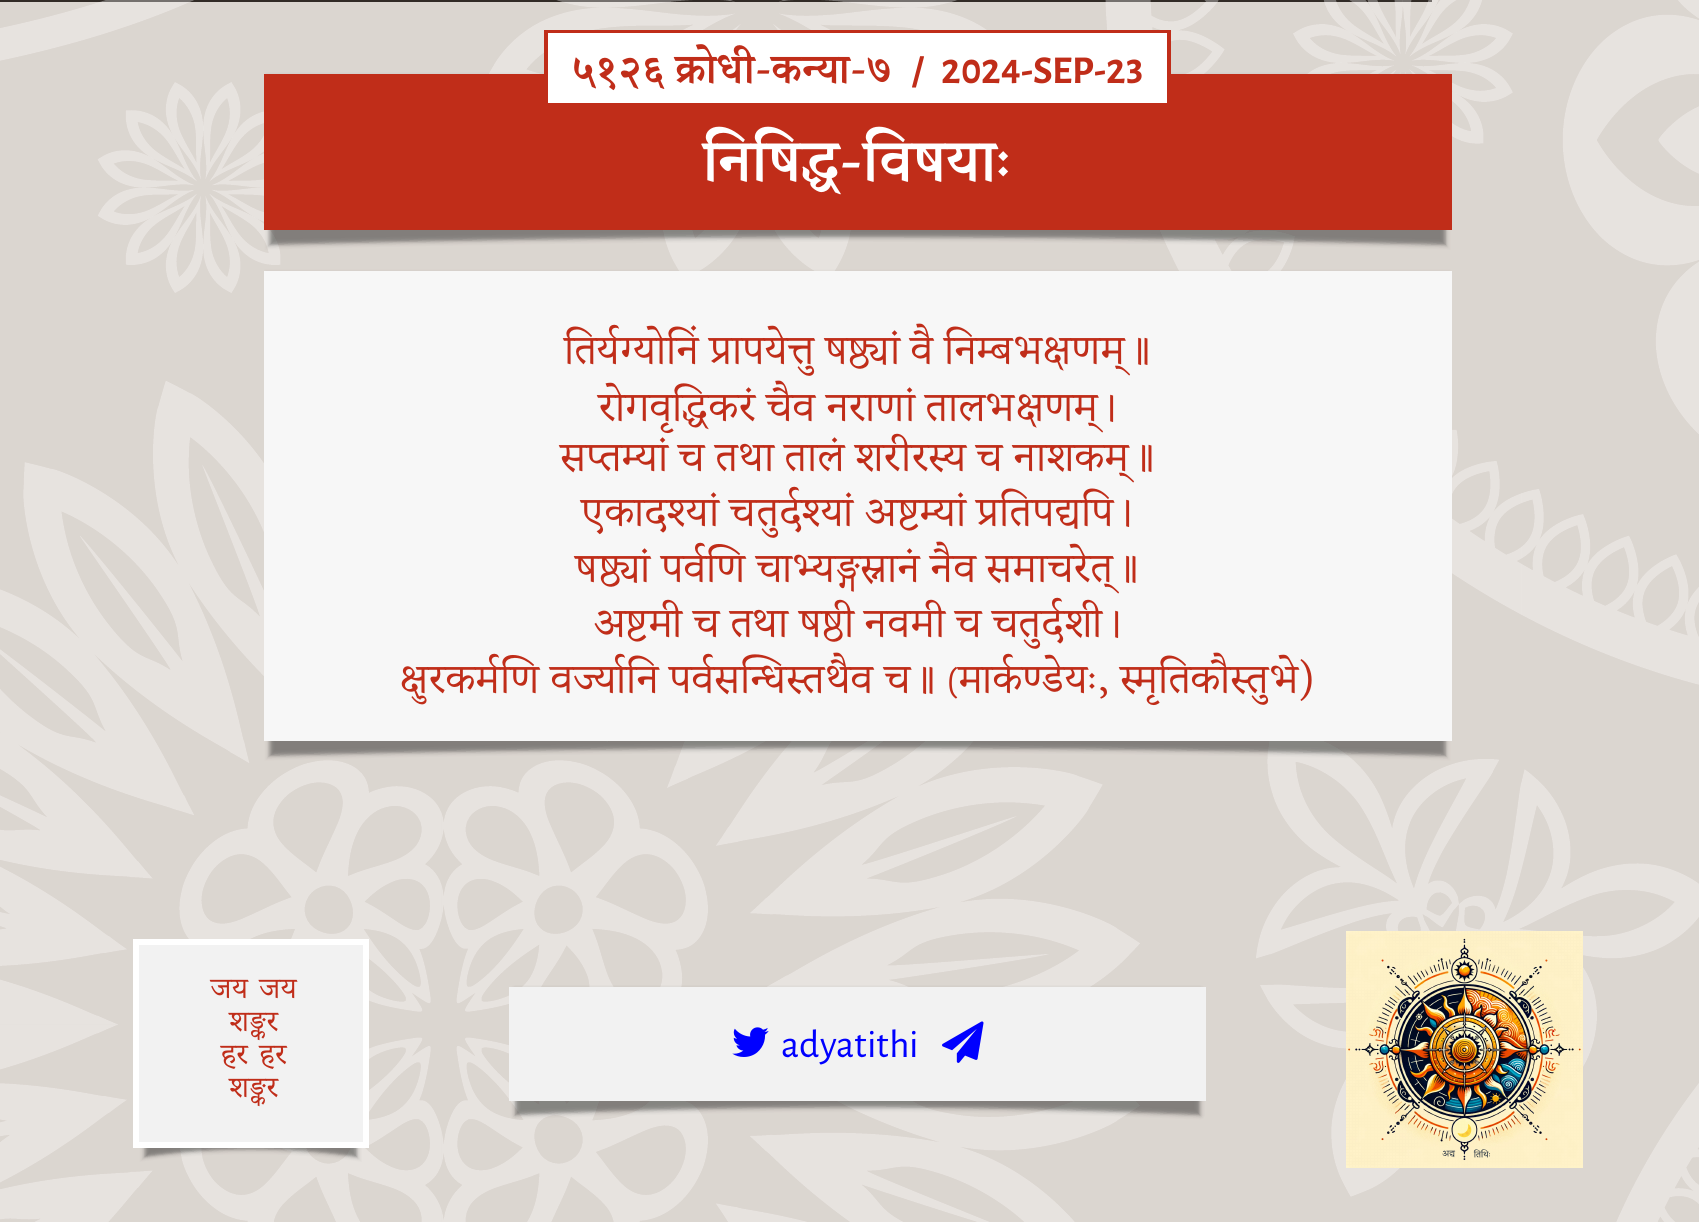 ५१२६ क्रोधी-कन्या-७ / 2024-SEP-23
निषिद्ध-विषयाः
तिर्यग्योनिं प्रापयेत्तु षष्ठ्यां वै निम्बभक्षणम्॥
रोगवृद्धिकरं चैव नराणां तालभक्षणम्।
सप्तम्यां च तथा तालं शरीरस्य च नाशकम्॥
एकादश्यां चतुर्दश्यां अष्टम्यां प्रतिपद्यपि।
षष्ठ्यां पर्वणि चाभ्यङ्गस्नानं नैव समाचरेत्॥
अष्टमी च तथा षष्ठी नवमी च चतुर्दशी।
क्षुरकर्मणि वर्ज्यानि पर्वसन्धिस्तथैव च॥ (मार्कण्डेयः, स्मृतिकौस्तुभे)
जय जय
शङ्कर
हर हर
शङ्कर
adyatithi
अद्य तिथिः